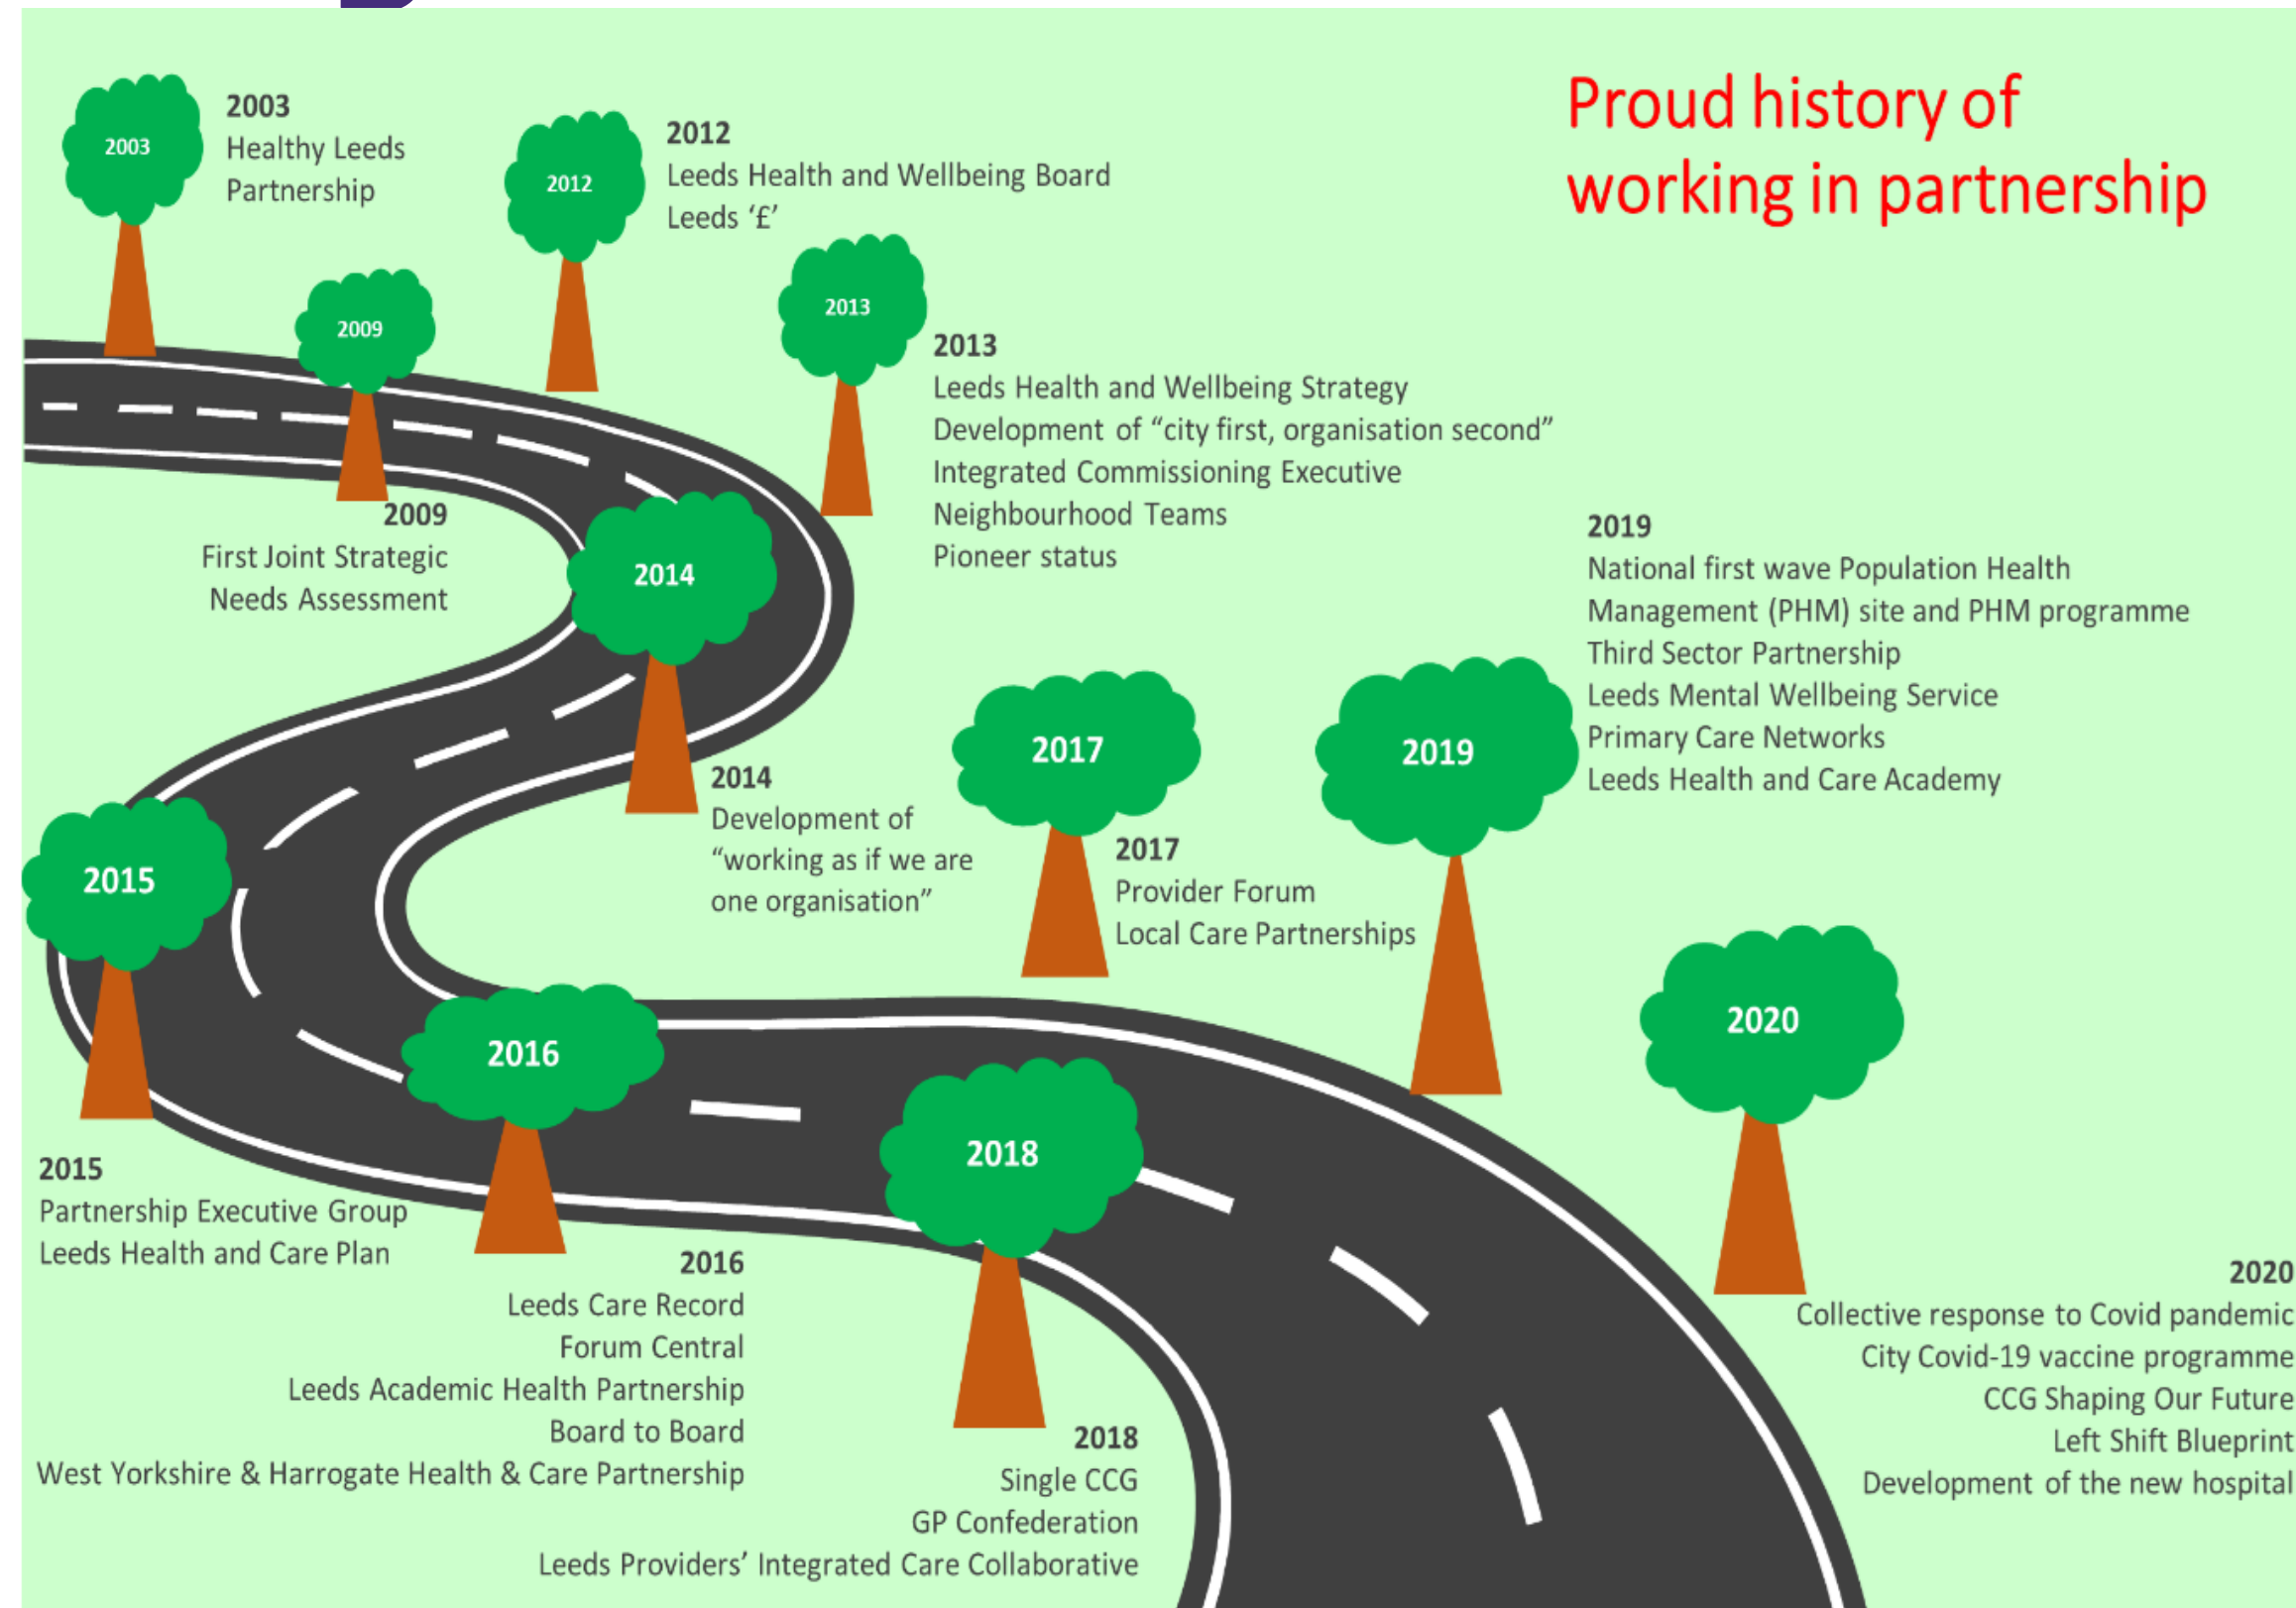 Proud history of
working in partnership
2003
2003
Healthy Leeds
Partnership
2009
2009
First Joint Strategic
Needs Assessment
2012
2012
Leeds Health and Wellbeing Board
Leeds ‘£’
2013
2013
Leeds Health and Wellbeing Strategy
Development of “city first, organisation second”
Integrated Commissioning Executive
Neighbourhood Teams
Pioneer status
2014
2014
Development of
“working as if we are
one organisation”
2015
2015
Partnership Executive Group
Leeds Health and Care Plan
2016
2016
Leeds Care Record
Forum Central
Leeds Academic Health Partnership
Board to Board
West Yorkshire & Harrogate Health & Care Partnership
2017
2017
Provider Forum
Local Care Partnerships
2018
2018
Single CCG
GP Confederation
Leeds Providers’ Integrated Care Collaborative
2019
2019
National first wave Population Health
Management (PHM) site and PHM programme
Third Sector Partnership
Leeds Mental Wellbeing Service
Primary Care Networks
Leeds Health and Care Academy
2020
2020
Collective response to Covid pandemic
City Covid-19 vaccine programme
CCG Shaping Our Future
Left Shift Blueprint
Development of the new hospital